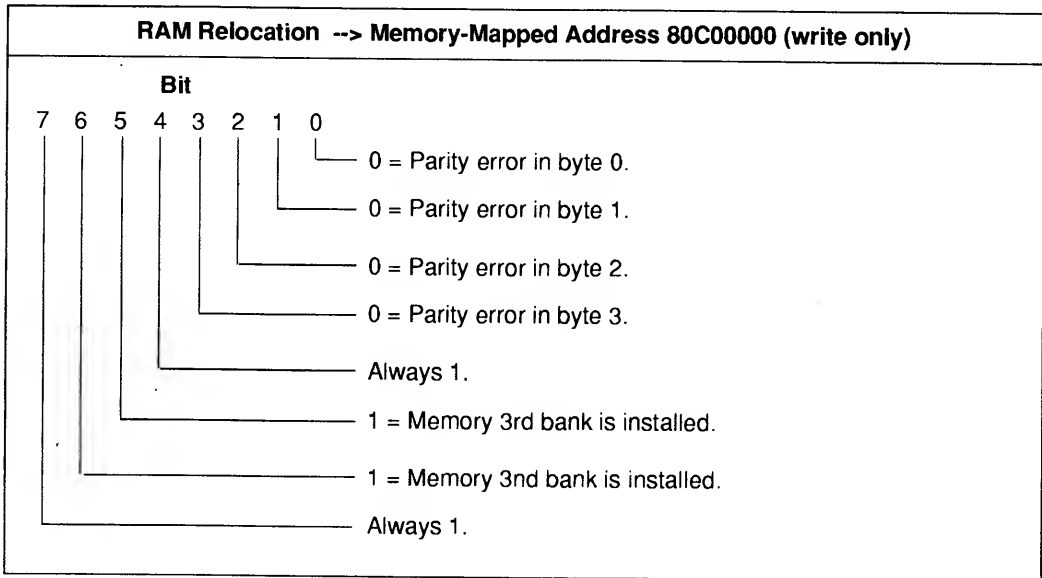 RAM Relocation --> Memory-Mapped Address 80C00000 (write only)
Bit
7 6 5 4 3 2 1 0
0 = Parity error in byte 0.
0 = Parity error in byte 1.
0 = Parity error in byte 2.
0 = Parity error in byte 3.
Always 1.
1 = Memory 3rd bank is installed.
1 = Memory 3nd bank is installed.
Always 1.